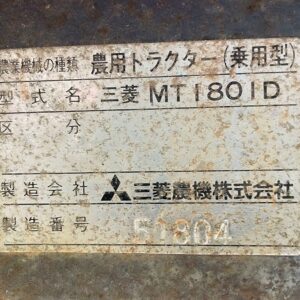 農業機械の種類 農用トラクター(乗用型)
型式名 三菱 MT1801D
区分
製造会社 三菱農機株式会社
製造番号 51804